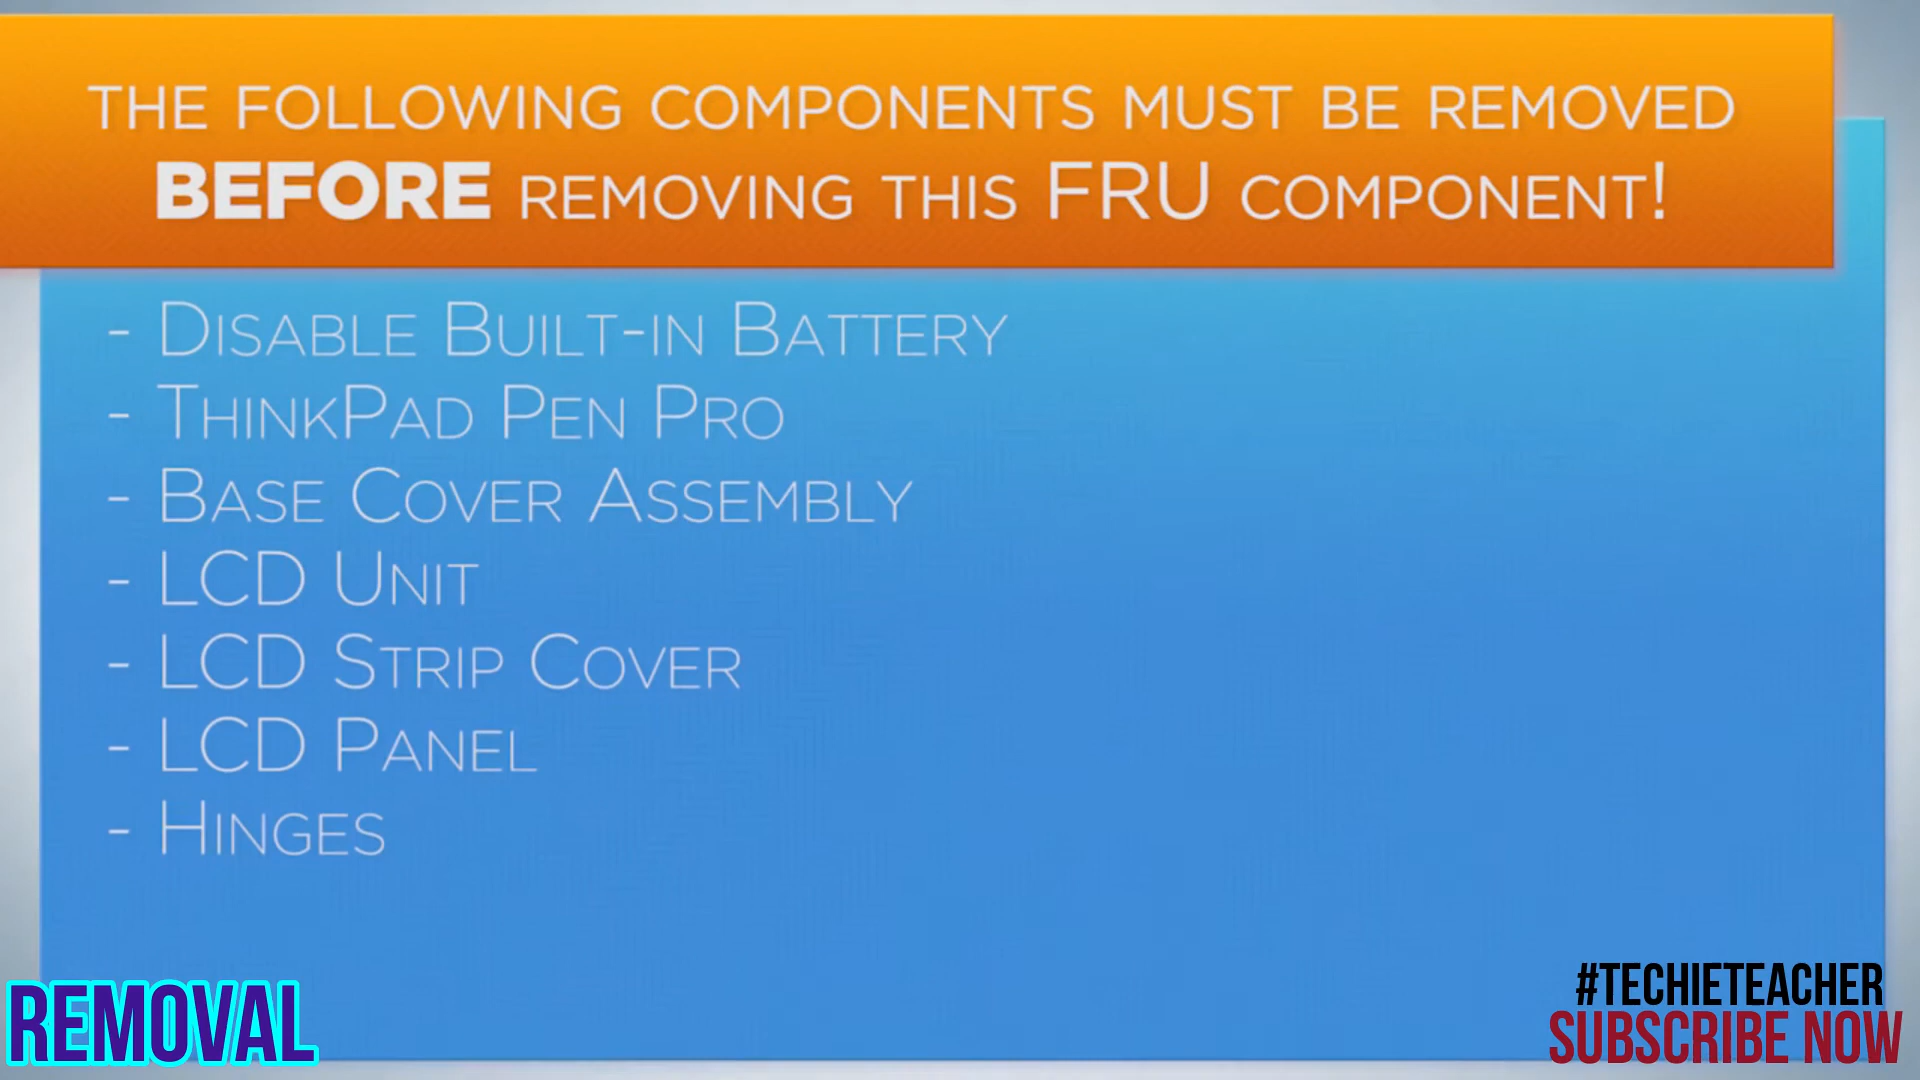 THE FOLLOWING COMPONENTS MUST BE REMOVED
BEFORE REMOVING THIS FRU COMPONENT!
- DISABLE BUILT-IN BATTERY
- THINKPAD PEN PRO
- BASE COVER ASSEMBLY
- LCD UNIT
- LCD STRIP COVER
- LCD PANEL
- HINGES
REMOVAL
#TECHIETEACHER
SUBSCRIBE NOW